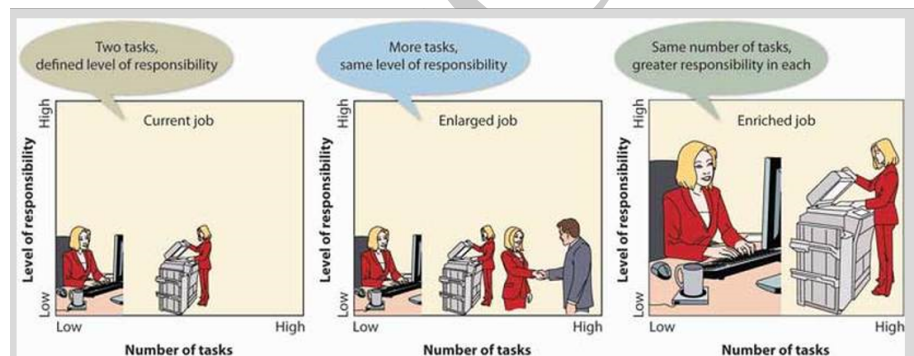 Two tasks,
defined level of responsibility
More tasks,
same level of responsibility
Same number of tasks,
greater responsibility in each
Current job
Level of responsibility
High
Low
Low
High
Number of tasks
Enlarged job
Level of responsibility
High
Low
Low
High
Number of tasks
Enriched job
Level of responsibility
High
Low
Low
High
Number of tasks